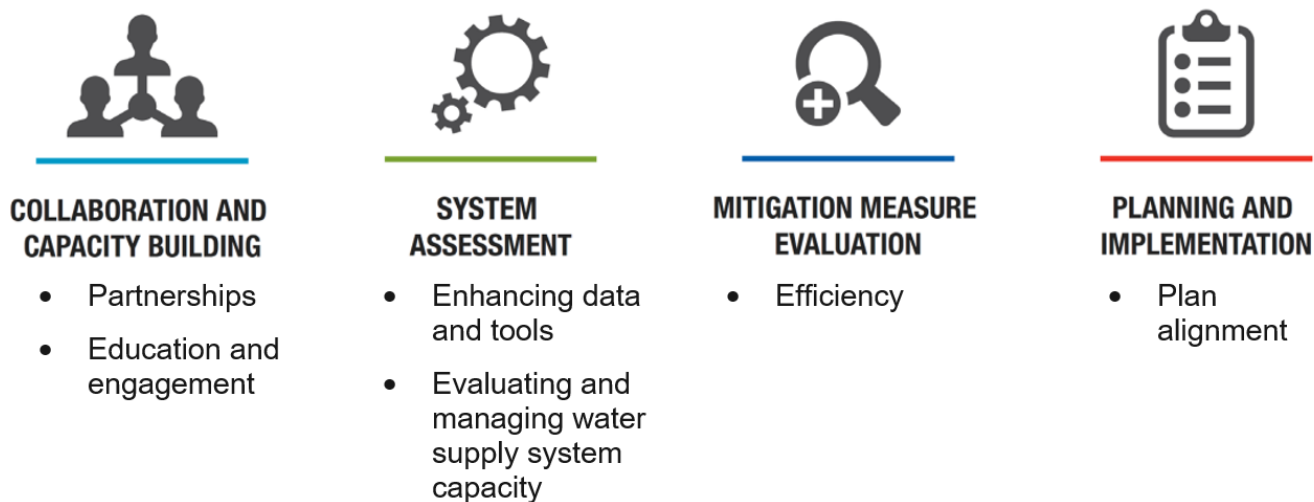 COLLABORATION AND
CAPACITY BUILDING
• Partnerships
• Education and
engagement
SYSTEM
ASSESSMENT
• Enhancing data
and tools
• Evaluating and
managing water
supply system
capacity
MITIGATION MEASURE
EVALUATION
• Efficiency
PLANNING AND
IMPLEMENTATION
• Plan
alignment